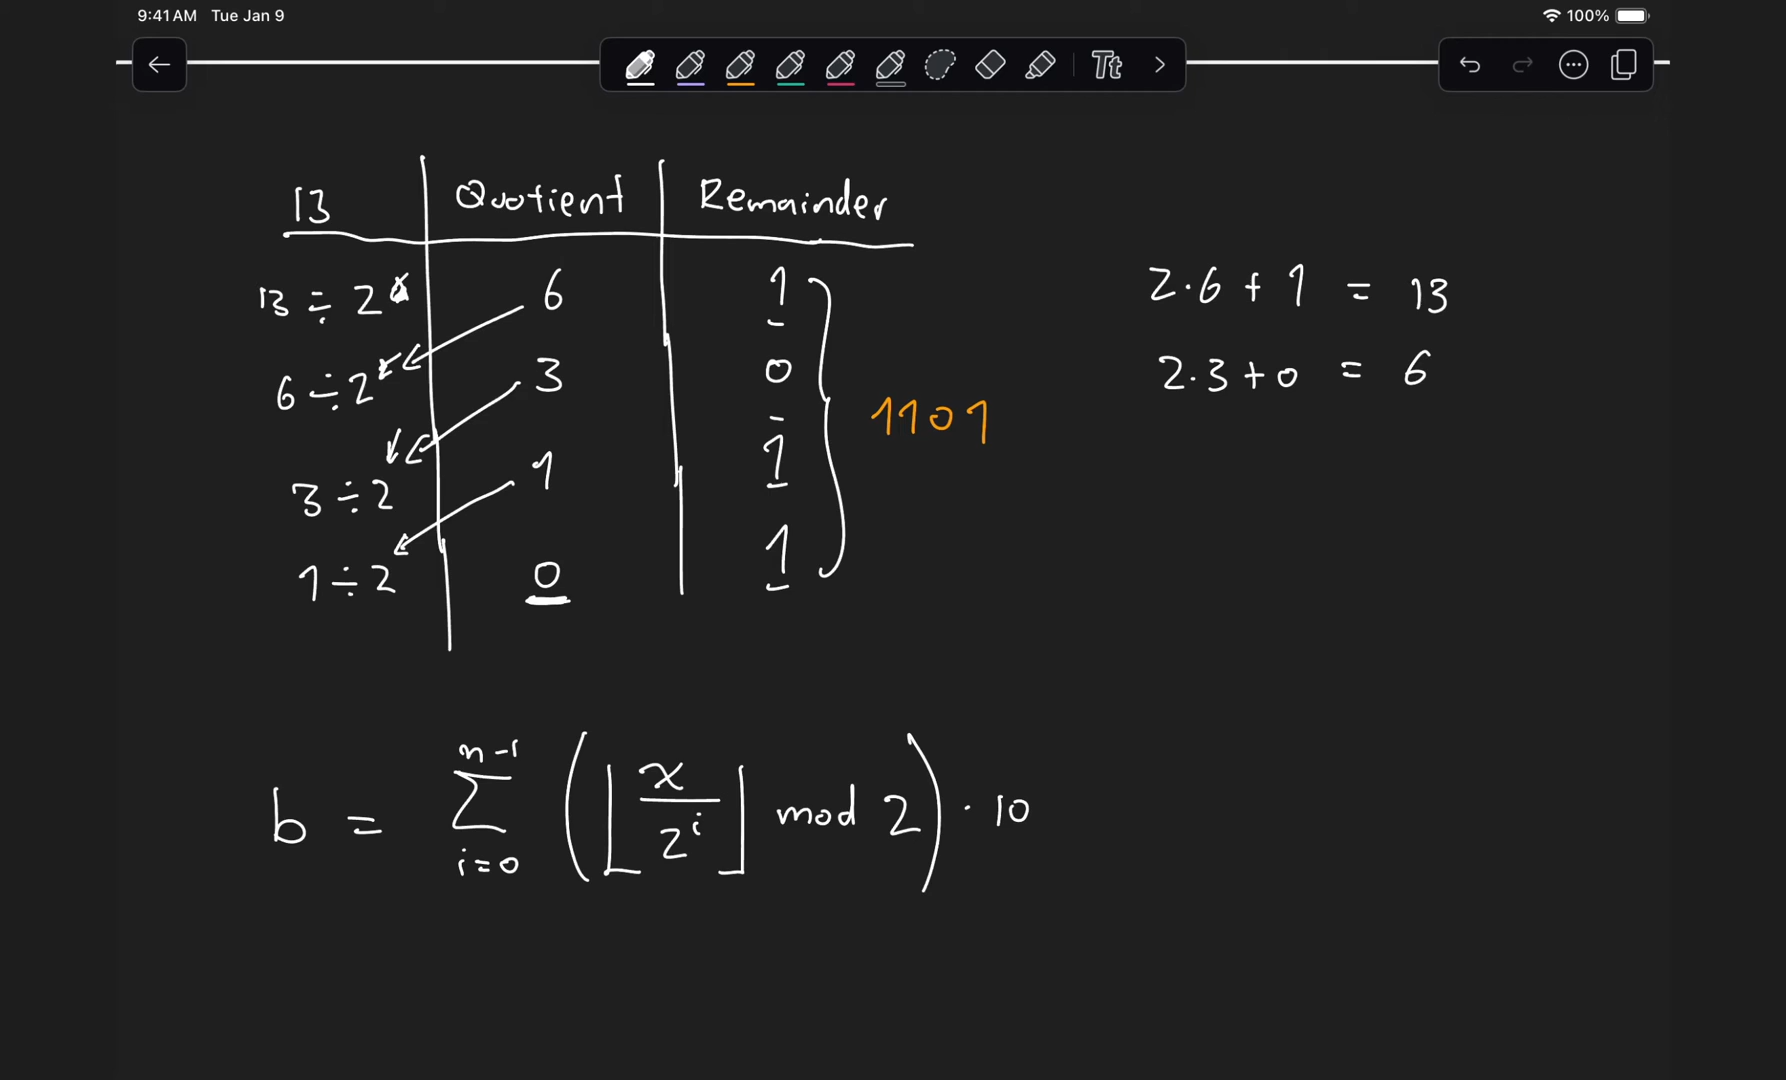 9:41 AM Tue Jan 9 100%
Tt
13 Quotient Remainder
13 ÷ 2 6 1 2·6 + 1 = 13
6 ÷ 2 3 0 2·3 + 0 = 6
1101
3 ÷ 2 1 1
1 ÷ 2 0 1
b = ∑_{i=0}^{n-1} (⌊x/2^i⌋ mod 2) · 10